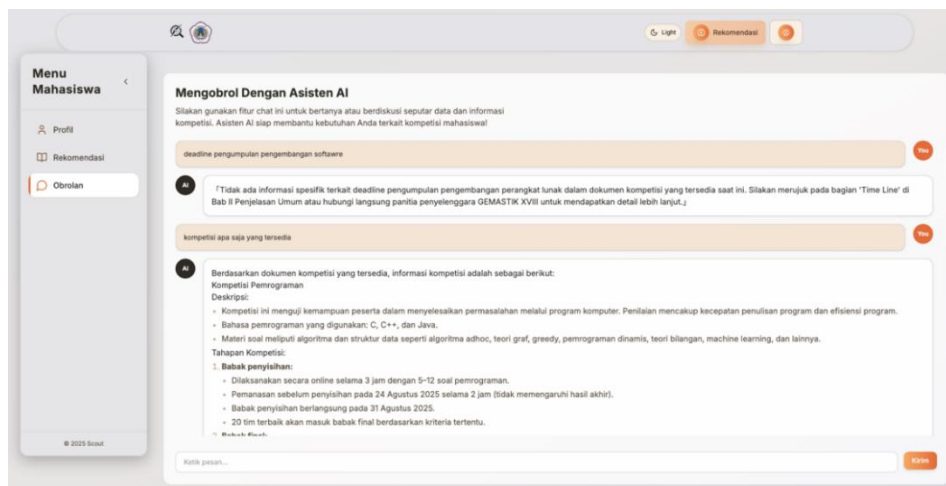 Light
Rekomendasi
Menu
Mahasiswa
Profil
Rekomendasi
Obrolan
© 2025 Scout
Mengobrol Dengan Asisten AI
Silakan gunakan fitur chat ini untuk bertanya atau berdiskusi seputar data dan informasi
kompetisi. Asisten AI siap membantu kebutuhan Anda terkait kompetisi mahasiswa!
deadline pengumpulan pengembangan softawre
You
AI
「Tidak ada informasi spesifik terkait deadline pengumpulan pengembangan perangkat lunak dalam dokumen kompetisi yang tersedia saat ini. Silakan merujuk pada bagian 'Time Line' di
Bab II Penjelasan Umum atau hubungi langsung panitia penyelenggara GEMASTIK XVIII untuk mendapatkan detail lebih lanjut.」
kompetisi apa saja yang tersedia
You
AI
Berdasarkan dokumen kompetisi yang tersedia, informasi kompetisi adalah sebagai berikut:
Kompetisi Pemrograman
Deskripsi:
Kompetisi ini menguji kemampuan peserta dalam menyelesaikan permasalahan melalui program komputer. Penilaian mencakup kecepatan penulisan program dan efisiensi program.
Bahasa pemrograman yang digunakan: C, C++, dan Java.
Materi soal meliputi algoritma dan struktur data seperti algoritma adhoc, teori graf, greedy, pemrograman dinamis, teori bilangan, machine learning, dan lainnya.
Tahapan Kompetisi:
1. Babak penyisihan:
Dilaksanakan secara online selama 3 jam dengan 5-12 soal pemrograman.
Pemanasan sebelum penyisihan pada 24 Agustus 2025 selama 2 jam (tidak memengaruhi hasil akhir).
Babak penyisihan berlangsung pada 31 Agustus 2025.
20 tim terbaik akan masuk babak final berdasarkan kriteria tertentu.
2. Babak final:
Ketik pesan...
Kirim